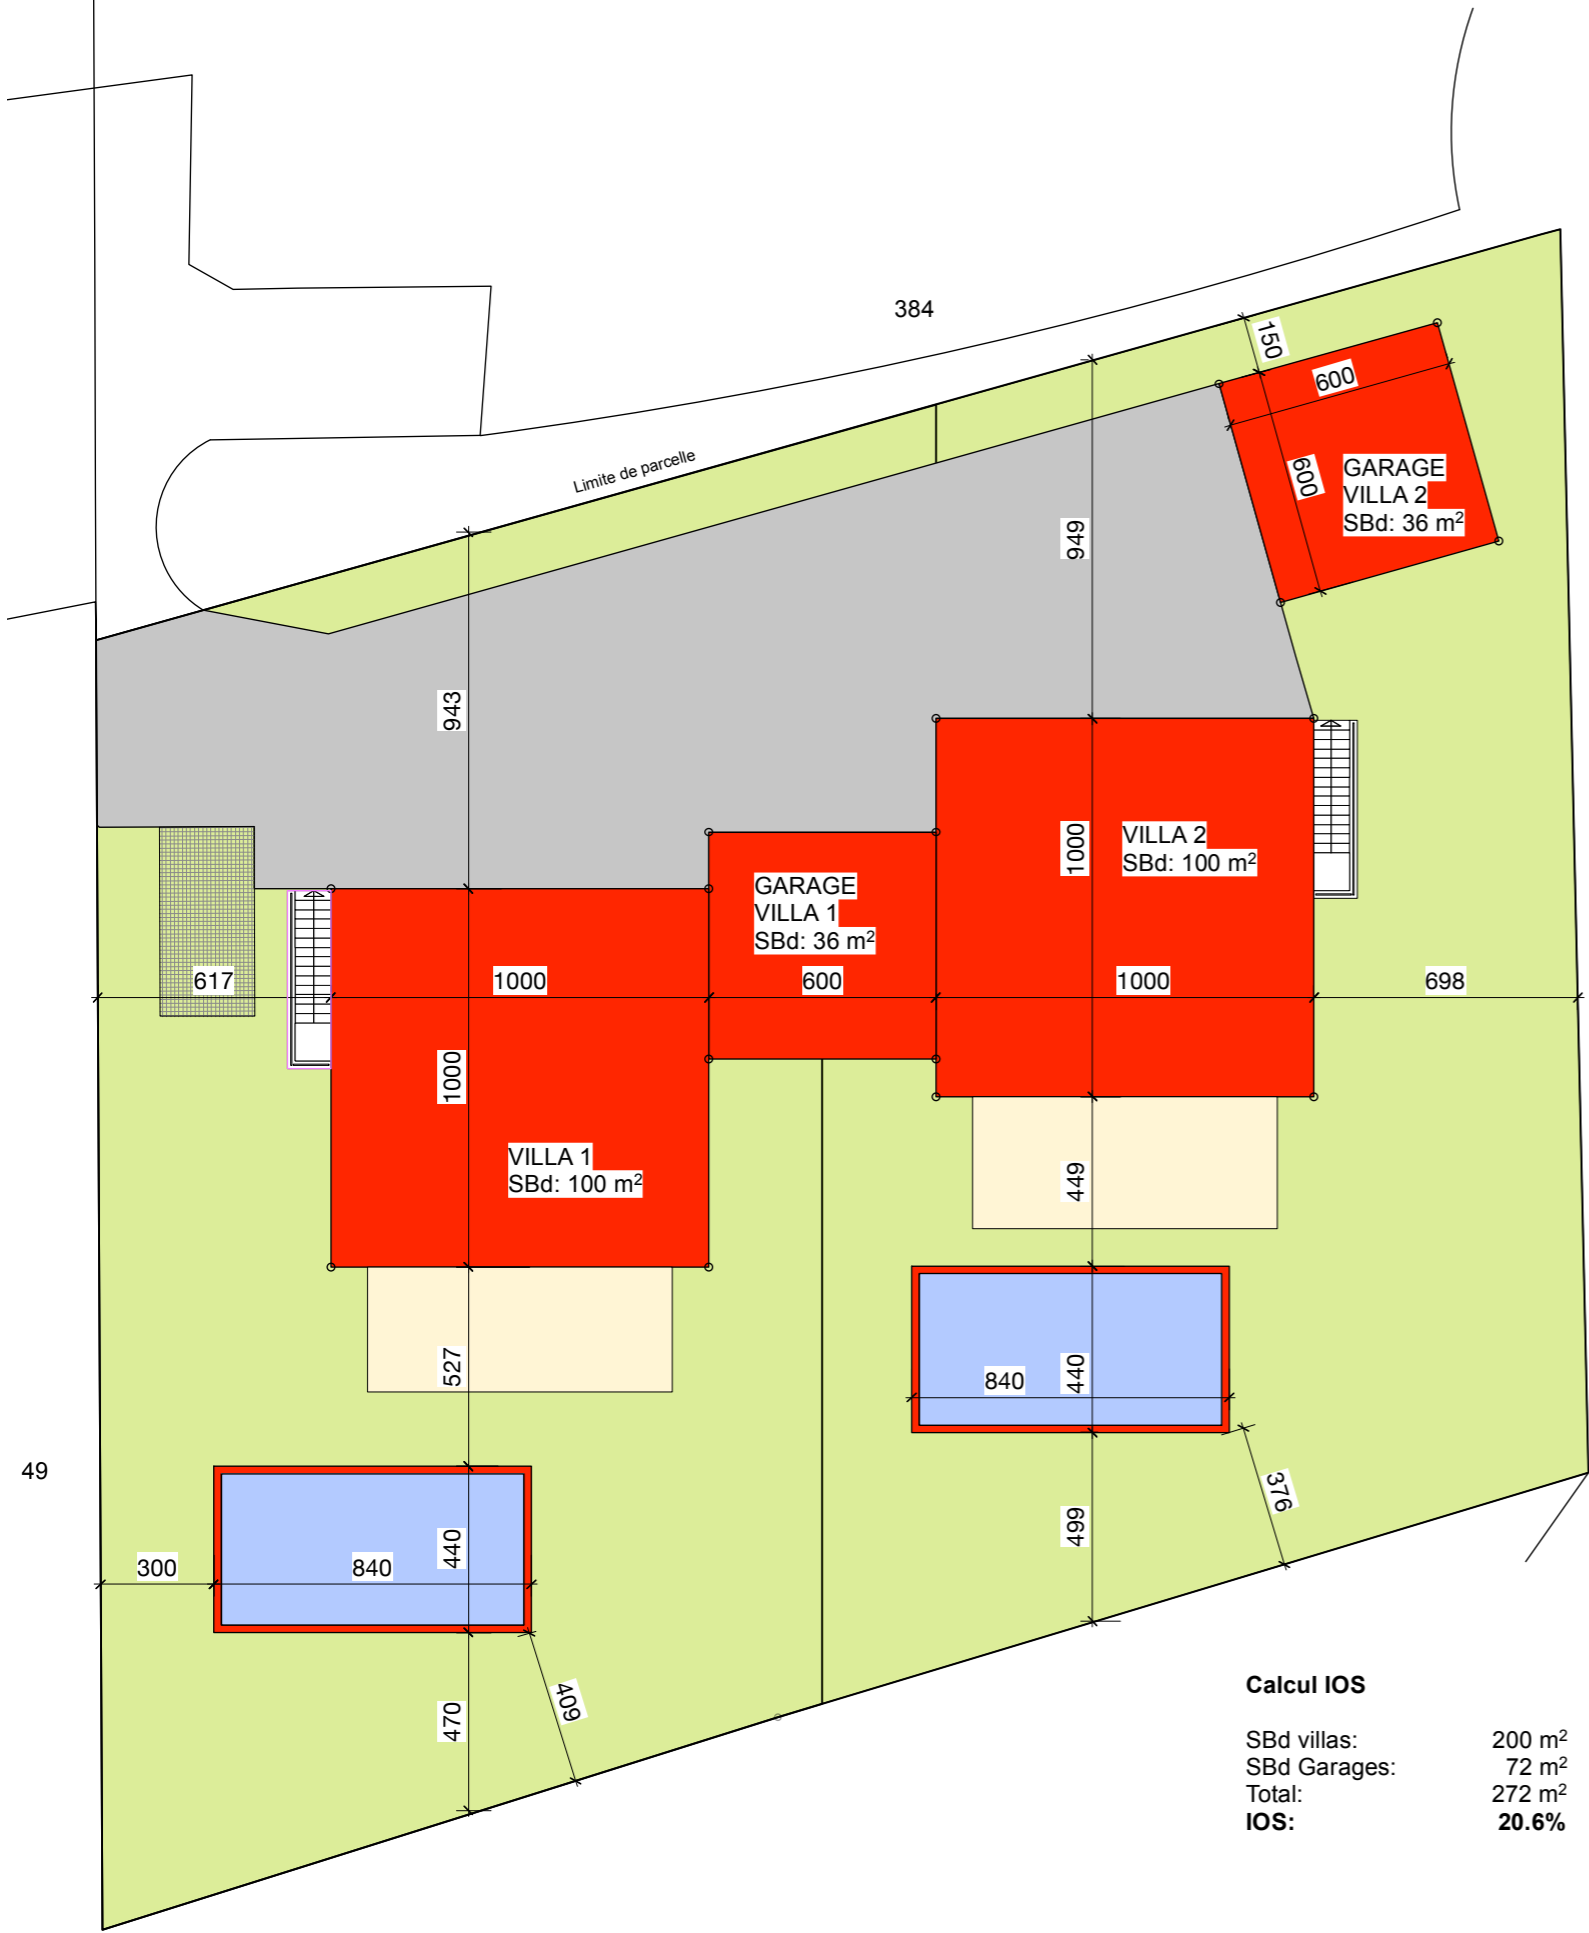 384
150
600
Limite de parcelle
600
GARAGE
VILLA 2
SBd: 36 m²
949
943
VILLA 2
SBd: 100 m²
1000
GARAGE
VILLA 1
SBd: 36 m²
617
1000
600
1000
698
1000
VILLA 1
SBd: 100 m²
449
527
840
440
49
376
499
440
300
840
409
470
Calcul IOS
SBd villas: 200 m²
SBd Garages: 72 m²
Total: 272 m²
IOS: 20.6%